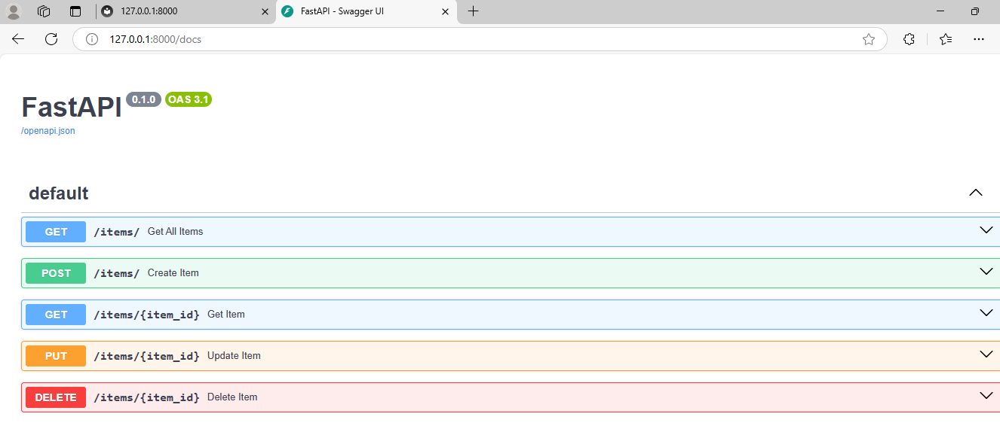 127.0.0.1:8000 FastAPI - Swagger UI
127.0.0.1:8000/docs
FastAPI 0.1.0 OAS 3.1
/openapi.json
default
GET /items/ Get All Items
POST /items/ Create Item
GET /items/{item_id} Get Item
PUT /items/{item_id} Update Item
DELETE /items/{item_id} Delete Item